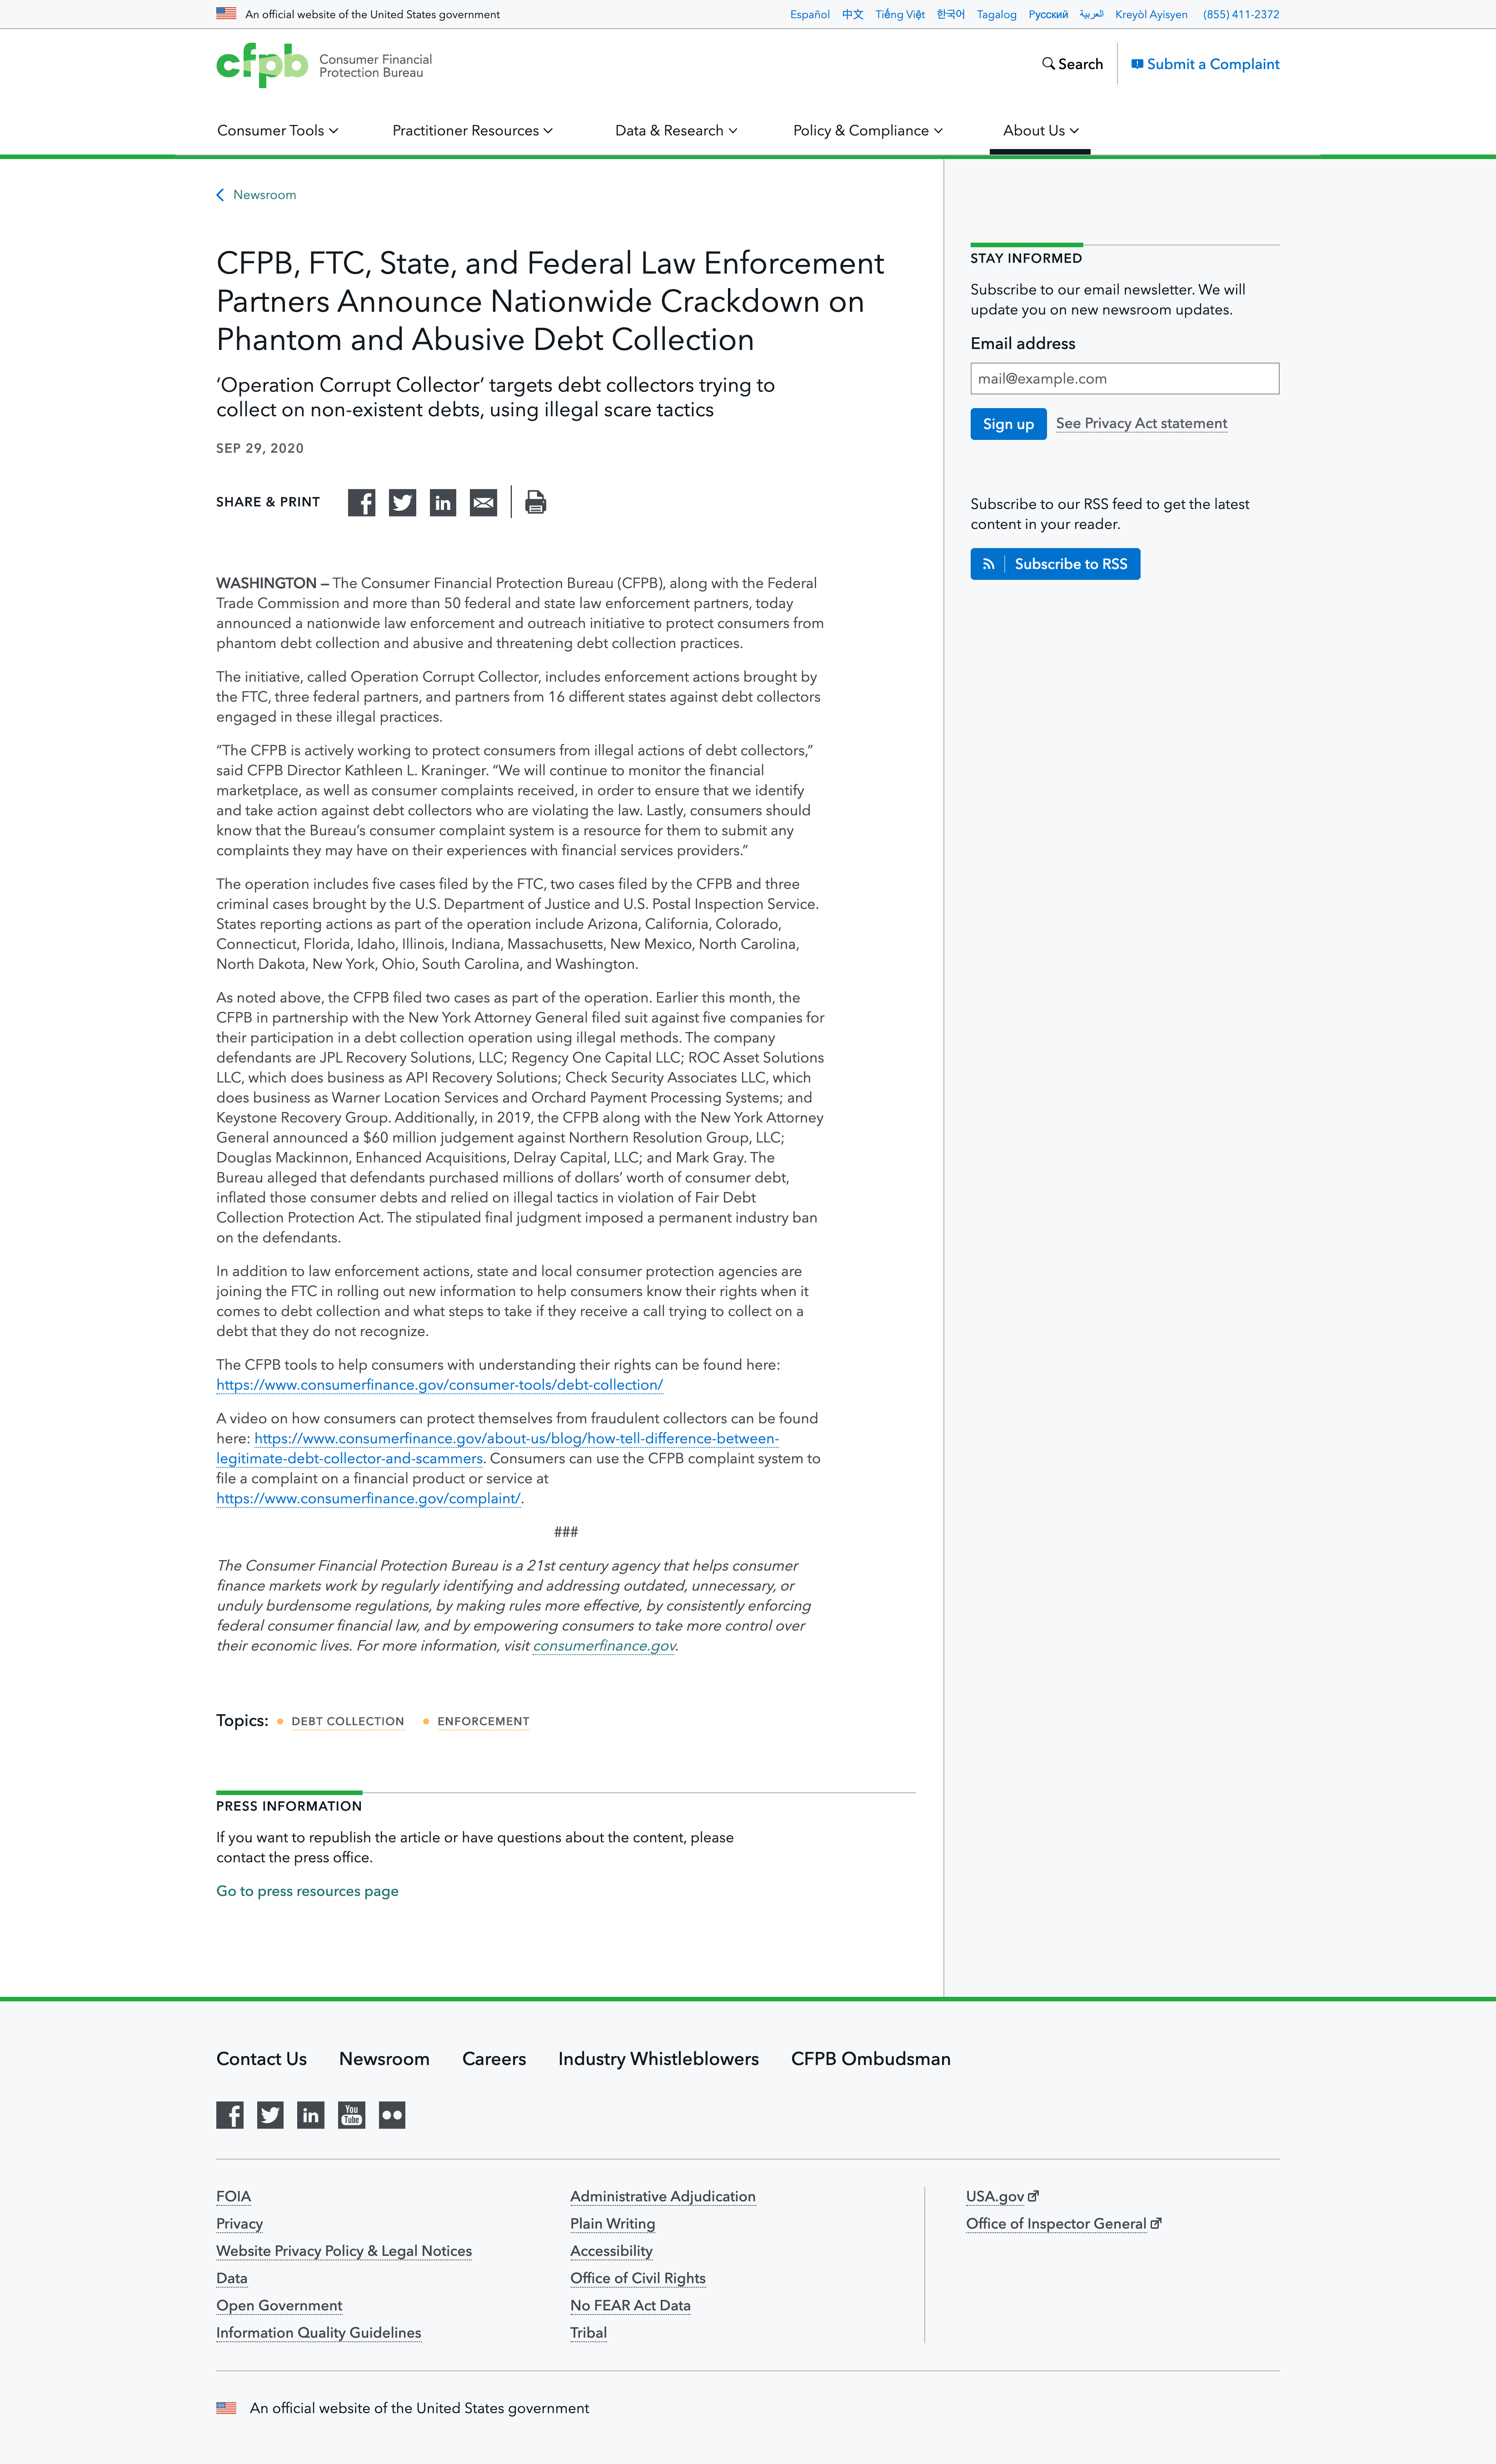 An official website of the United States government
Español 中文 Tiếng Việt 한국어 Tagalog Pусский العربية Kreyòl Ayisyen (855) 411-2372
cfpb Consumer Financial
Protection Bureau
Search
Submit a Complaint
Consumer Tools
Practitioner Resources
Data & Research
Policy & Compliance
About Us
Newsroom
CFPB, FTC, State, and Federal Law Enforcement
Partners Announce Nationwide Crackdown on
Phantom and Abusive Debt Collection
‘Operation Corrupt Collector’ targets debt collectors trying to
collect on non-existent debts, using illegal scare tactics
SEP 29, 2020
SHARE & PRINT
WASHINGTON – The Consumer Financial Protection Bureau (CFPB), along with the Federal
Trade Commission and more than 50 federal and state law enforcement partners, today
announced a nationwide law enforcement and outreach initiative to protect consumers from
phantom debt collection and abusive and threatening debt collection practices.
The initiative, called Operation Corrupt Collector, includes enforcement actions brought by
the FTC, three federal partners, and partners from 16 different states against debt collectors
engaged in these illegal practices.
“The CFPB is actively working to protect consumers from illegal actions of debt collectors,”
said CFPB Director Kathleen L. Kraninger. “We will continue to monitor the financial
marketplace, as well as consumer complaints received, in order to ensure that we identify
and take action against debt collectors who are violating the law. Lastly, consumers should
know that the Bureau’s consumer complaint system is a resource for them to submit any
complaints they may have on their experiences with financial services providers.”
The operation includes five cases filed by the FTC, two cases filed by the CFPB and three
criminal cases brought by the U.S. Department of Justice and U.S. Postal Inspection Service.
States reporting actions as part of the operation include Arizona, California, Colorado,
Connecticut, Florida, Idaho, Illinois, Indiana, Massachusetts, New Mexico, North Carolina,
North Dakota, New York, Ohio, South Carolina, and Washington.
As noted above, the CFPB filed two cases as part of the operation. Earlier this month, the
CFPB in partnership with the New York Attorney General filed suit against five companies for
their participation in a debt collection operation using illegal methods. The company
defendants are JPL Recovery Solutions, LLC; Regency One Capital LLC; ROC Asset Solutions
LLC, which does business as API Recovery Solutions; Check Security Associates LLC, which
does business as Warner Location Services and Orchard Payment Processing Systems; and
Keystone Recovery Group. Additionally, in 2019, the CFPB along with the New York Attorney
General announced a $60 million judgement against Northern Resolution Group, LLC;
Douglas Mackinnon, Enhanced Acquisitions, Delray Capital, LLC; and Mark Gray. The
Bureau alleged that defendants purchased millions of dollars’ worth of consumer debt,
inflated those consumer debts and relied on illegal tactics in violation of Fair Debt
Collection Protection Act. The stipulated final judgment imposed a permanent industry ban
on the defendants.
In addition to law enforcement actions, state and local consumer protection agencies are
joining the FTC in rolling out new information to help consumers know their rights when it
comes to debt collection and what steps to take if they receive a call trying to collect on a
debt that they do not recognize.
The CFPB tools to help consumers with understanding their rights can be found here:
https://www.consumerfinance.gov/consumer-tools/debt-collection/
A video on how consumers can protect themselves from fraudulent collectors can be found
here: https://www.consumerfinance.gov/about-us/blog/how-tell-difference-between-
legitimate-debt-collector-and-scammers. Consumers can use the CFPB complaint system to
file a complaint on a financial product or service at
https://www.consumerfinance.gov/complaint/.
###
The Consumer Financial Protection Bureau is a 21st century agency that helps consumer
finance markets work by regularly identifying and addressing outdated, unnecessary, or
unduly burdensome regulations, by making rules more effective, by consistently enforcing
federal consumer financial law, and by empowering consumers to take more control over
their economic lives. For more information, visit consumerfinance.gov.
Topics: DEBT COLLECTION ENFORCEMENT
PRESS INFORMATION
If you want to republish the article or have questions about the content, please
contact the press office.
Go to press resources page
STAY INFORMED
Subscribe to our email newsletter. We will
update you on new newsroom updates.
Email address
mail@example.com
Sign up See Privacy Act statement
Subscribe to our RSS feed to get the latest
content in your reader.
Subscribe to RSS
Contact Us Newsroom Careers Industry Whistleblowers CFPB Ombudsman
You Tube
FOIA
Privacy
Website Privacy Policy & Legal Notices
Data
Open Government
Information Quality Guidelines
Administrative Adjudication
Plain Writing
Accessibility
Office of Civil Rights
No FEAR Act Data
Tribal
USA.gov
Office of Inspector General
An official website of the United States government